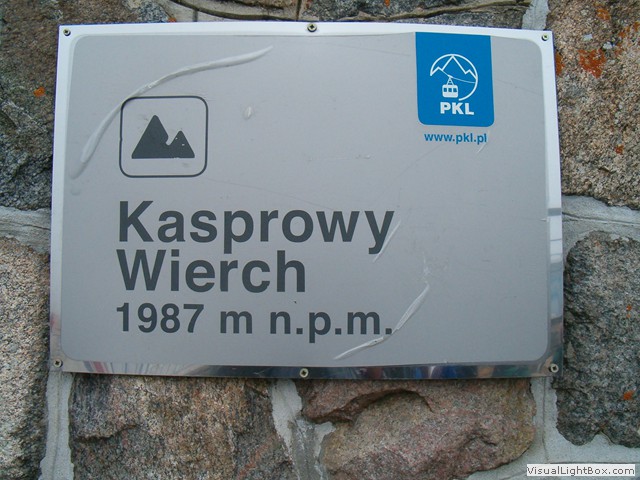 PKL
www.pkl.pl
Kasprowy
Wierch
1987 m n.p.m.
VisualLightBox.com